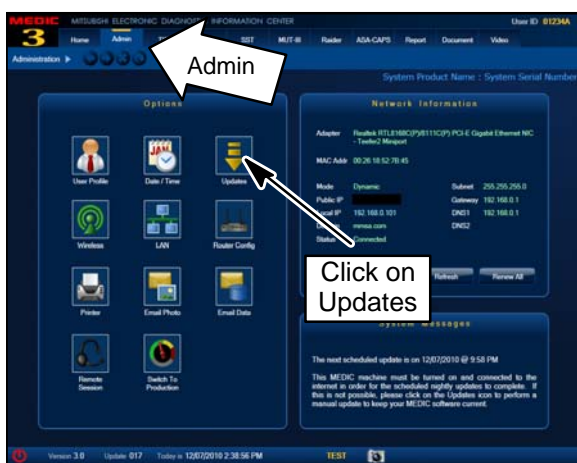 MEDIC MITSUBISHI ELECTRONIC DIAGNOSTIC INFORMATION CENTER User ID 01234A
3 Home Admin SST MUT-III Raider ASA-CAPS Report Document Video
Administration
Admin
System Product Name : System Serial Number
Options
User Profile Date / Time Updates
Wireless LAN Router Config
Printer Email Photo Email Data
Remote Session Switch To Production
Click on
Updates
Network Information
Adapter Realtek RTL8168C(P)/8111C(P) PCI-E Gigabit Ethernet NIC
- Teefer2 Miniport
MAC Addr 00:26:18:52:7B:45
Mode Dynamic Subnet 255.255.255.0
Public IP Gateway 192.168.0.1
Local IP 192.168.0.101 DNS1 192.168.0.1
mmsa.com DNS2
Status Connected
Refresh Renew All
System Messages
The next scheduled update is on 12/07/2010 @ 9:58 PM
This MEDIC machine must be turned on and connected to the
internet in order for the scheduled nightly updates to complete. If
this is not possible, please click on the Updates icon to perform a
manual update to keep your MEDIC software current.
Version 3.0 Update 017 Today is 12/07/2010 2:38:56 PM TEST